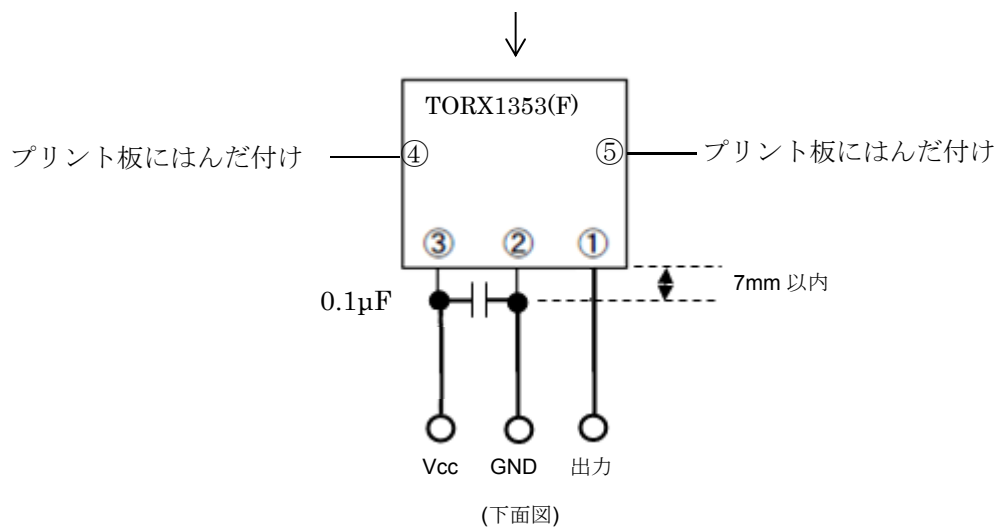 TORX1353(F)
プリント板にはんだ付け
④
⑤
プリント板にはんだ付け
③
②
①
7mm 以内
0.1μF
Vcc
GND
出力
(下面図)